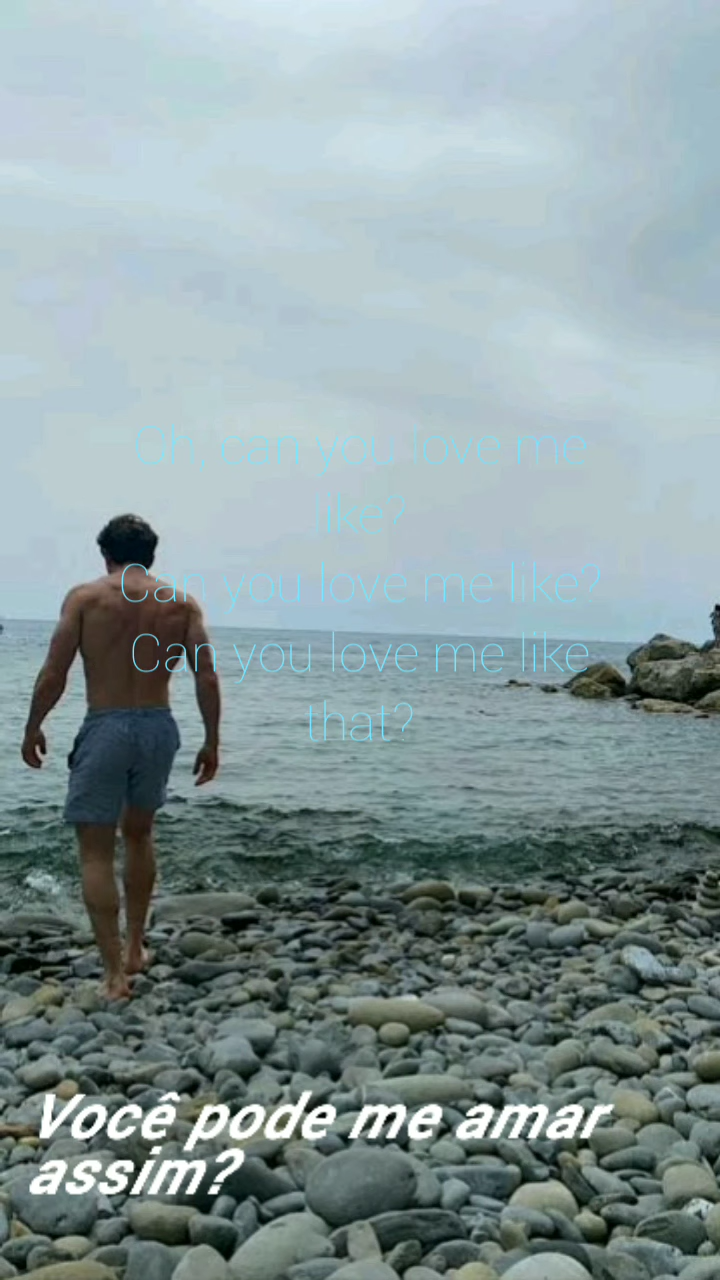 Oh, can you love me
like?
Can you love me like?
Can you love me like
that?
Você pode me amar
assim?